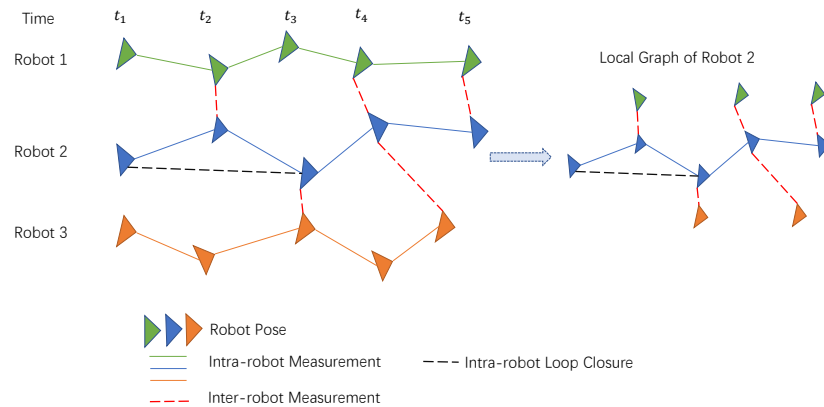 Time t₁ t₂ t₃ t₄ t₅
Robot 1
Local Graph of Robot 2
Robot 2
Robot 3
Robot Pose
Intra-robot Measurement
Intra-robot Loop Closure
Inter-robot Measurement